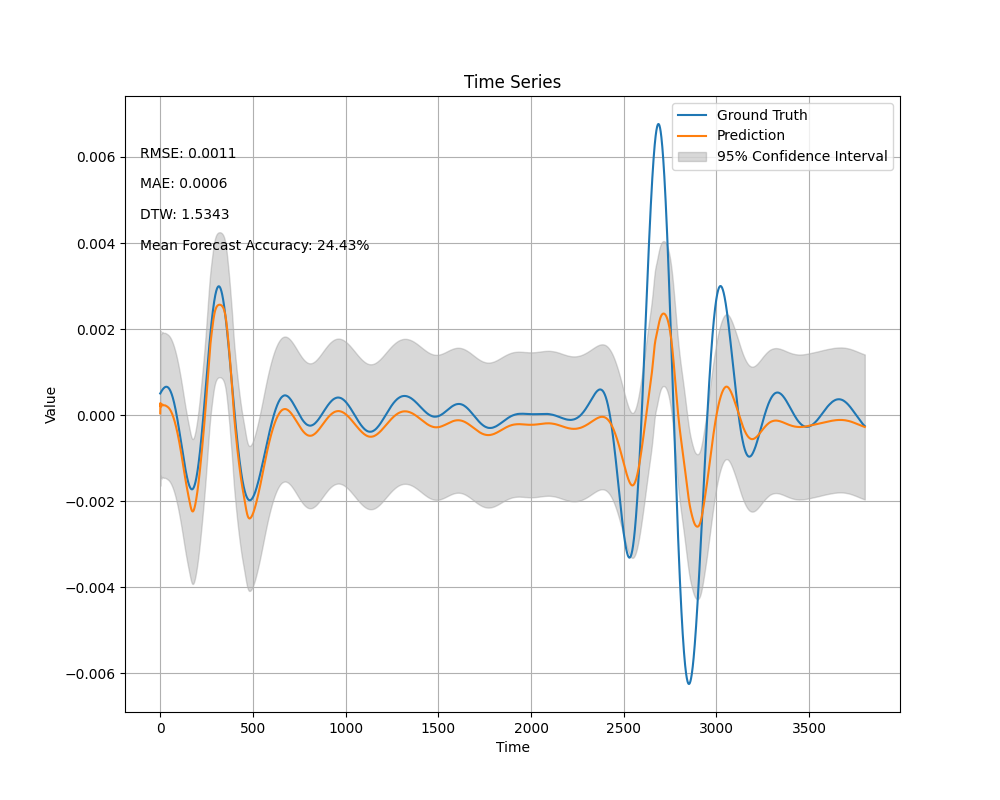 Time Series
Ground Truth
Prediction
95% Confidence Interval
RMSE: 0.0011
MAE: 0.0006
DTW: 1.5343
Mean Forecast Accuracy: 24.43%
Value
0.006
0.004
0.002
0.000
−0.002
−0.004
−0.006
0 500 1000 1500 2000 2500 3000 3500
Time